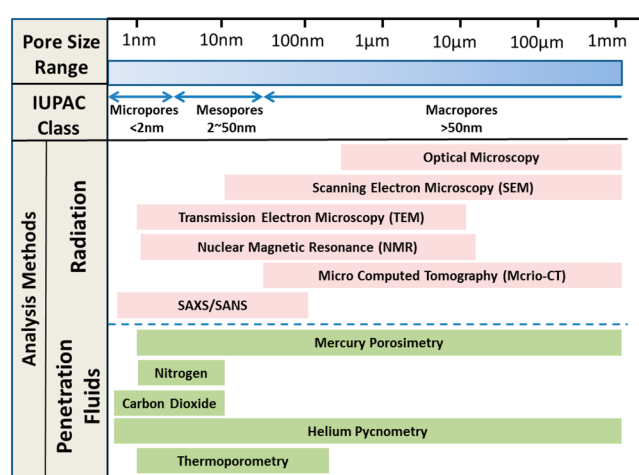 Pore Size
Range
1nm
10nm
100nm
1µm
10µm
100µm
1mm
IUPAC
Class
Micropores
<2nm
Mesopores
2~50nm
Macropores
>50nm
Analysis Methods
Radiation
Optical Microscopy
Scanning Electron Microscopy (SEM)
Transmission Electron Microscopy (TEM)
Nuclear Magnetic Resonance (NMR)
Micro Computed Tomography (Mcrio-CT)
SAXS/SANS
Penetration
Fluids
Mercury Porosimetry
Nitrogen
Carbon Dioxide
Helium Pycnometry
Thermoporometry